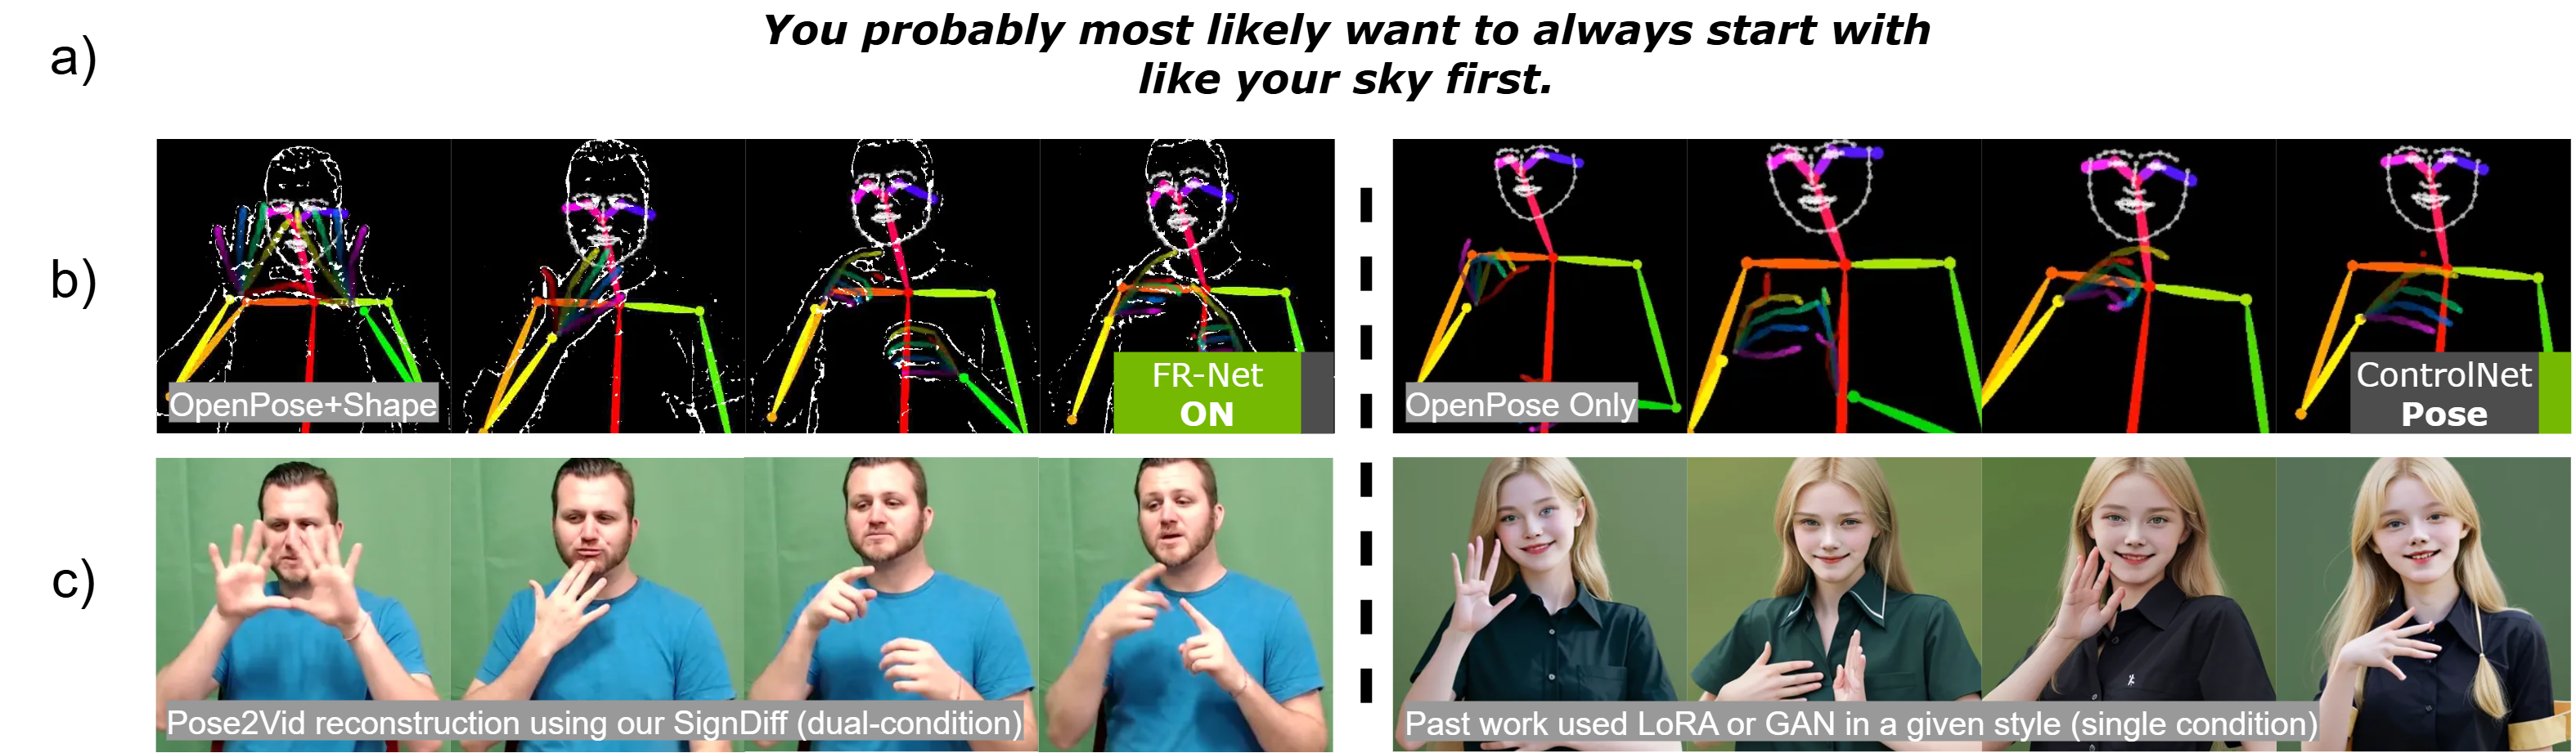 a)
You probably most likely want to always start with
like your sky first.
b)
OpenPose+Shape
FR-Net
ON
OpenPose Only
ControlNet
Pose
c)
Pose2Vid reconstruction using our SignDiff (dual-condition)
Past work used LoRA or GAN in a given style (single condition)